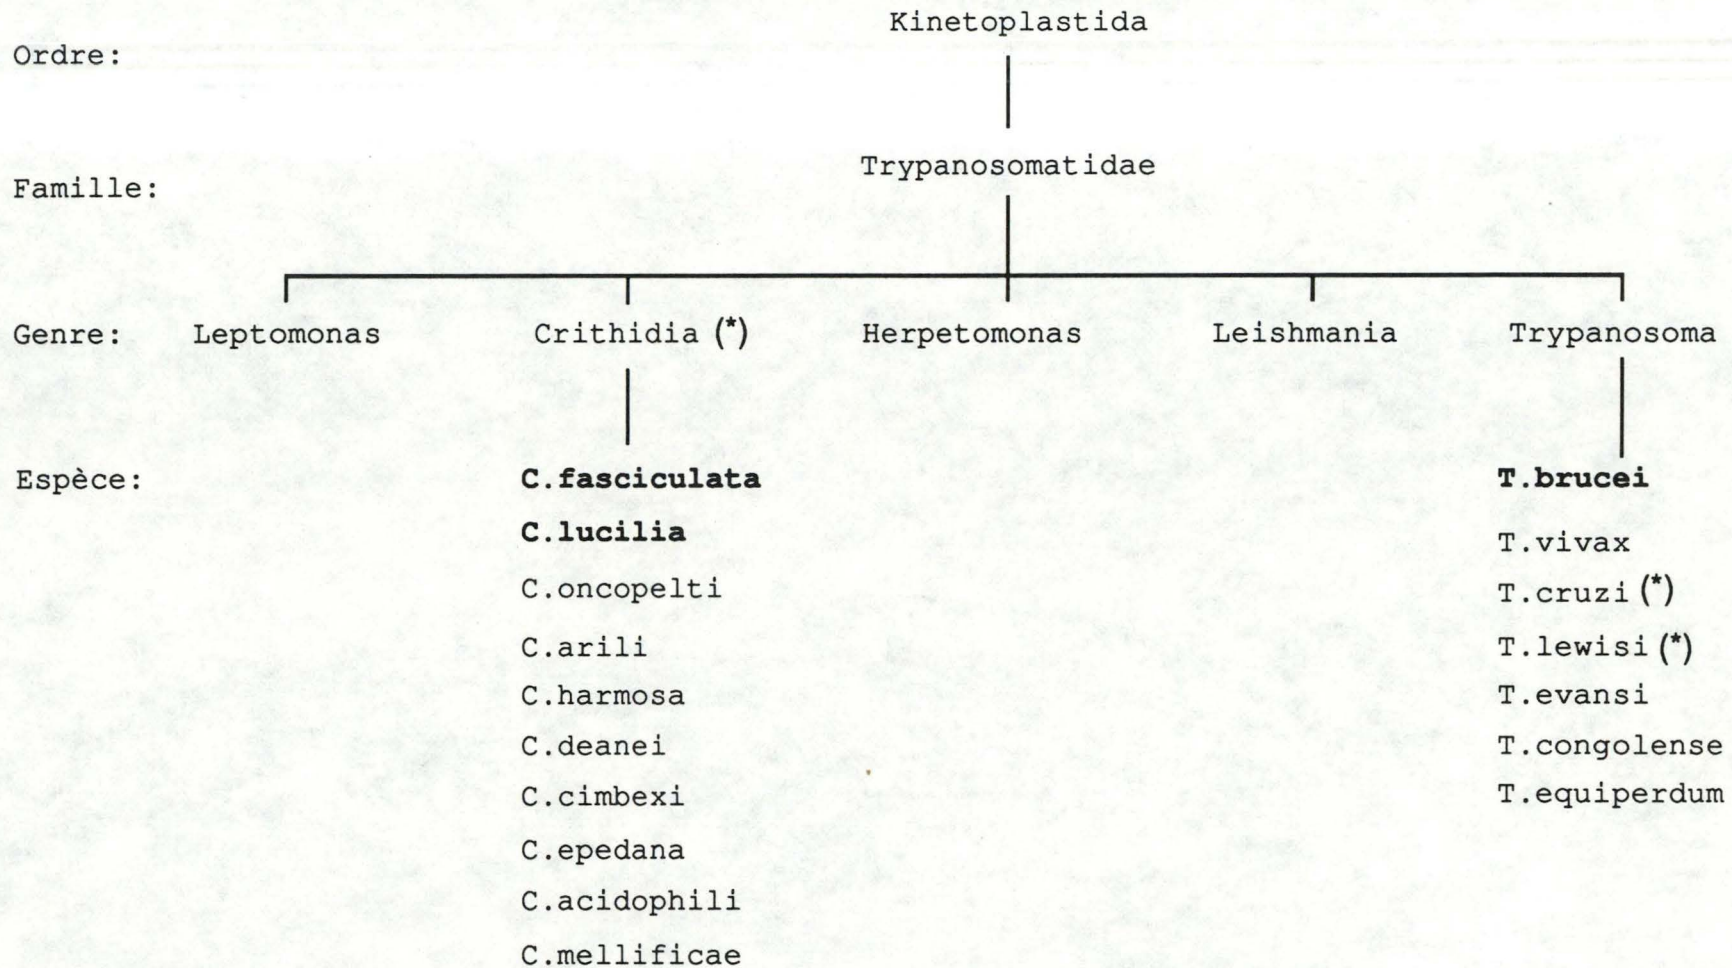 Kinetoplastida
Ordre:
Trypanosomatidae
Famille:
Genre: Leptomonas Crithidia (*) Herpetomonas Leishmania Trypanosoma
Espèce: C.fasciculata T.brucei
C.lucilia T.vivax
C.oncopelti T.cruzi (*)
C.arili T.lewisi (*)
C.harmosa T.evansi
C.deanei T.congolense
C.cimbexi T.equiperdum
C.epedana
C.acidophili
C.mellificae